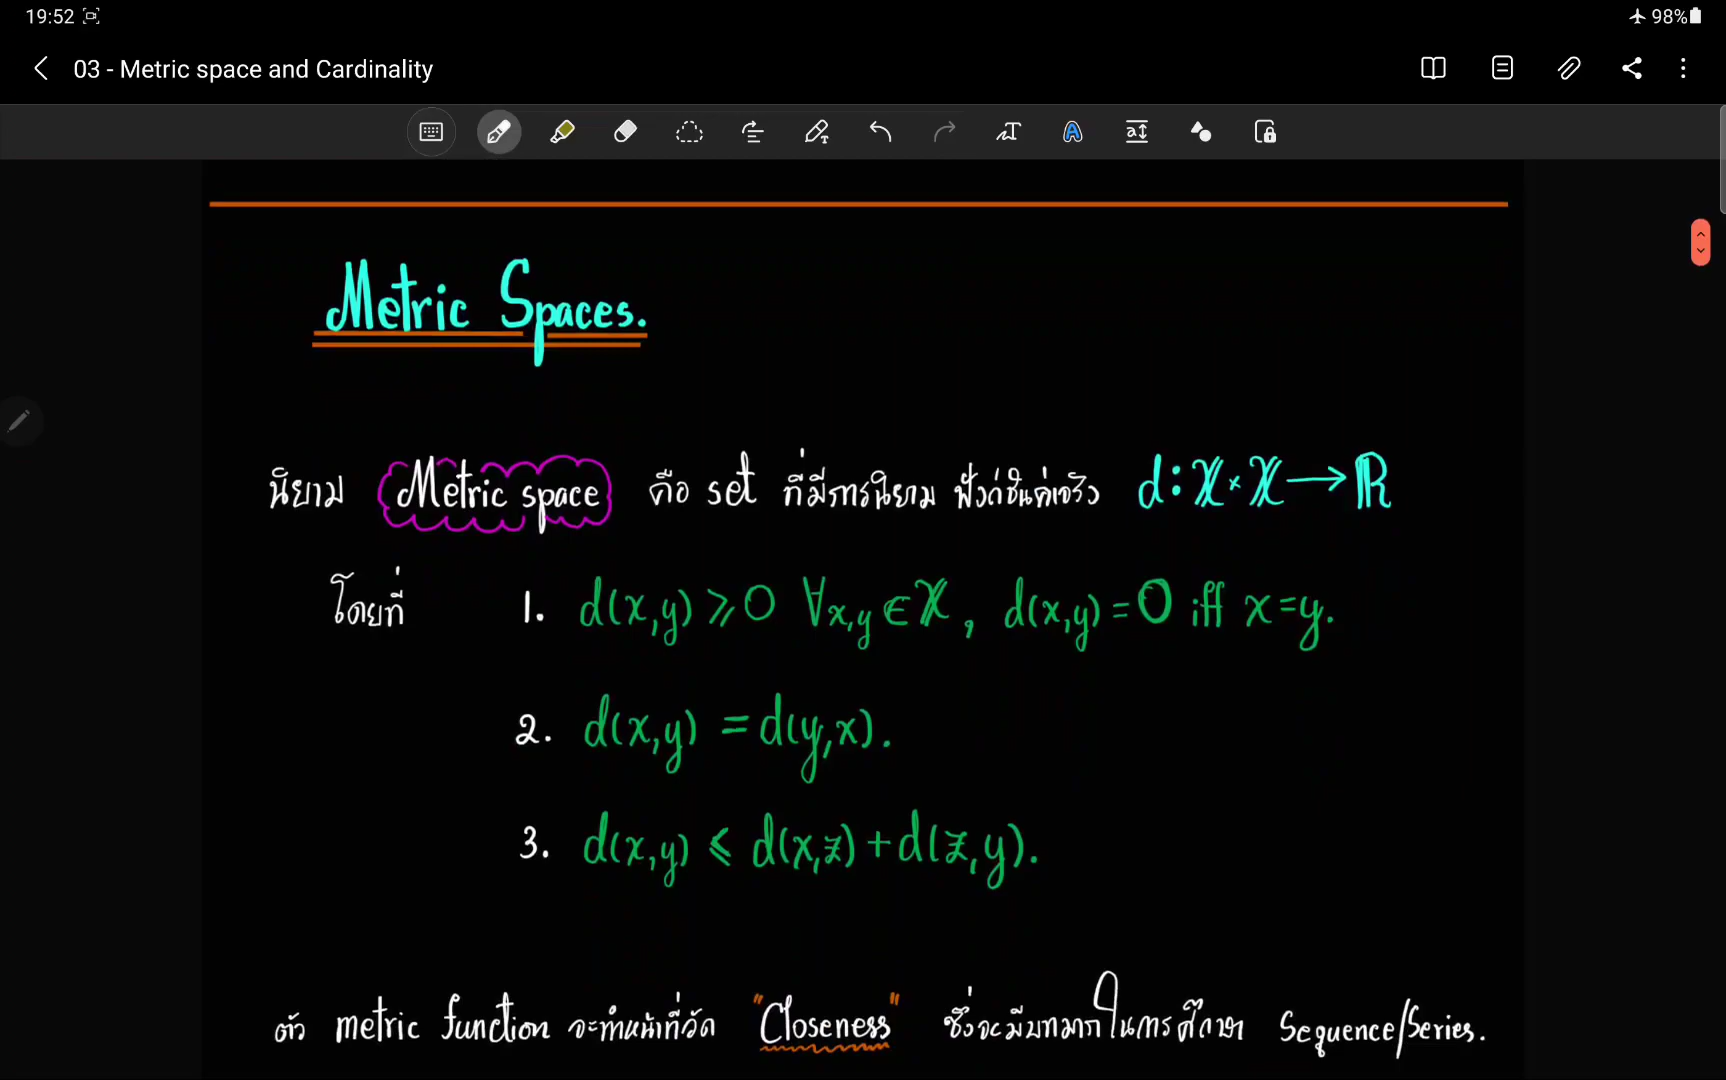 19:52
98%
03 - Metric space and Cardinality
Metric Spaces.
นิยาม Metric space คือ set ที่มีการนิยาม ฟังก์ชันค่าจริง d : X × X → ℝ
โดยที่ 1. d(x,y) ≥ 0 ∀x,y ∈ X, d(x,y) = 0 iff x = y.
2. d(x,y) = d(y,x).
3. d(x,y) ≤ d(x,z) + d(z,y).
ตัว metric function จะทำหน้าที่วัด "Closeness" ซึ่งจะมีบทบาทในการศึกษา Sequence/Series.